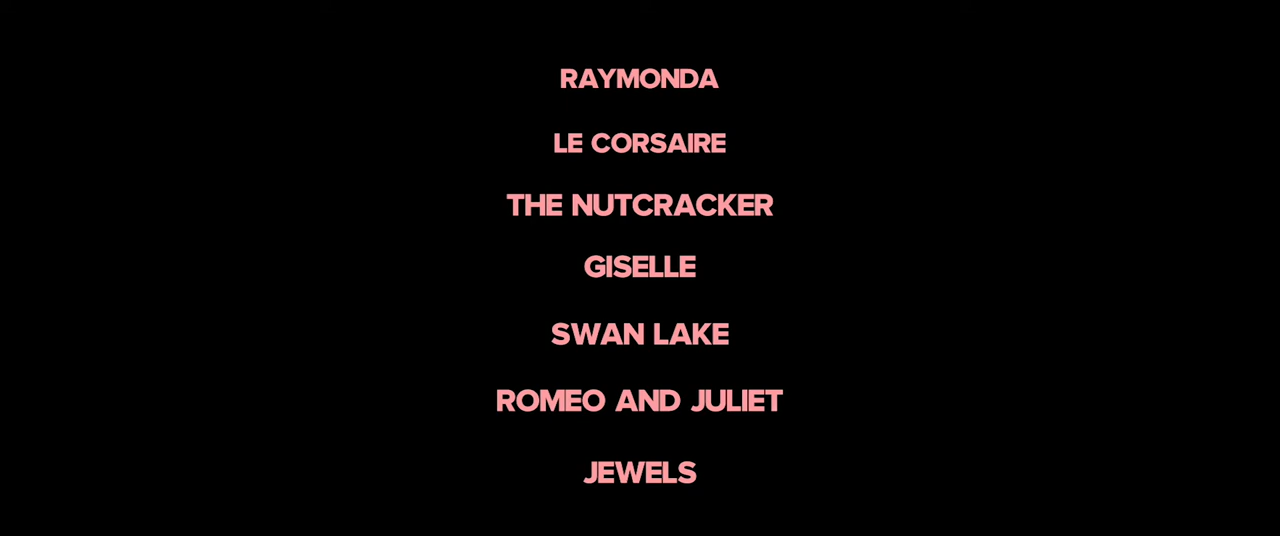 RAYMONDA
LE CORSAIRE
THE NUTCRACKER
GISELLE
SWAN LAKE
ROMEO AND JULIET
JEWELS